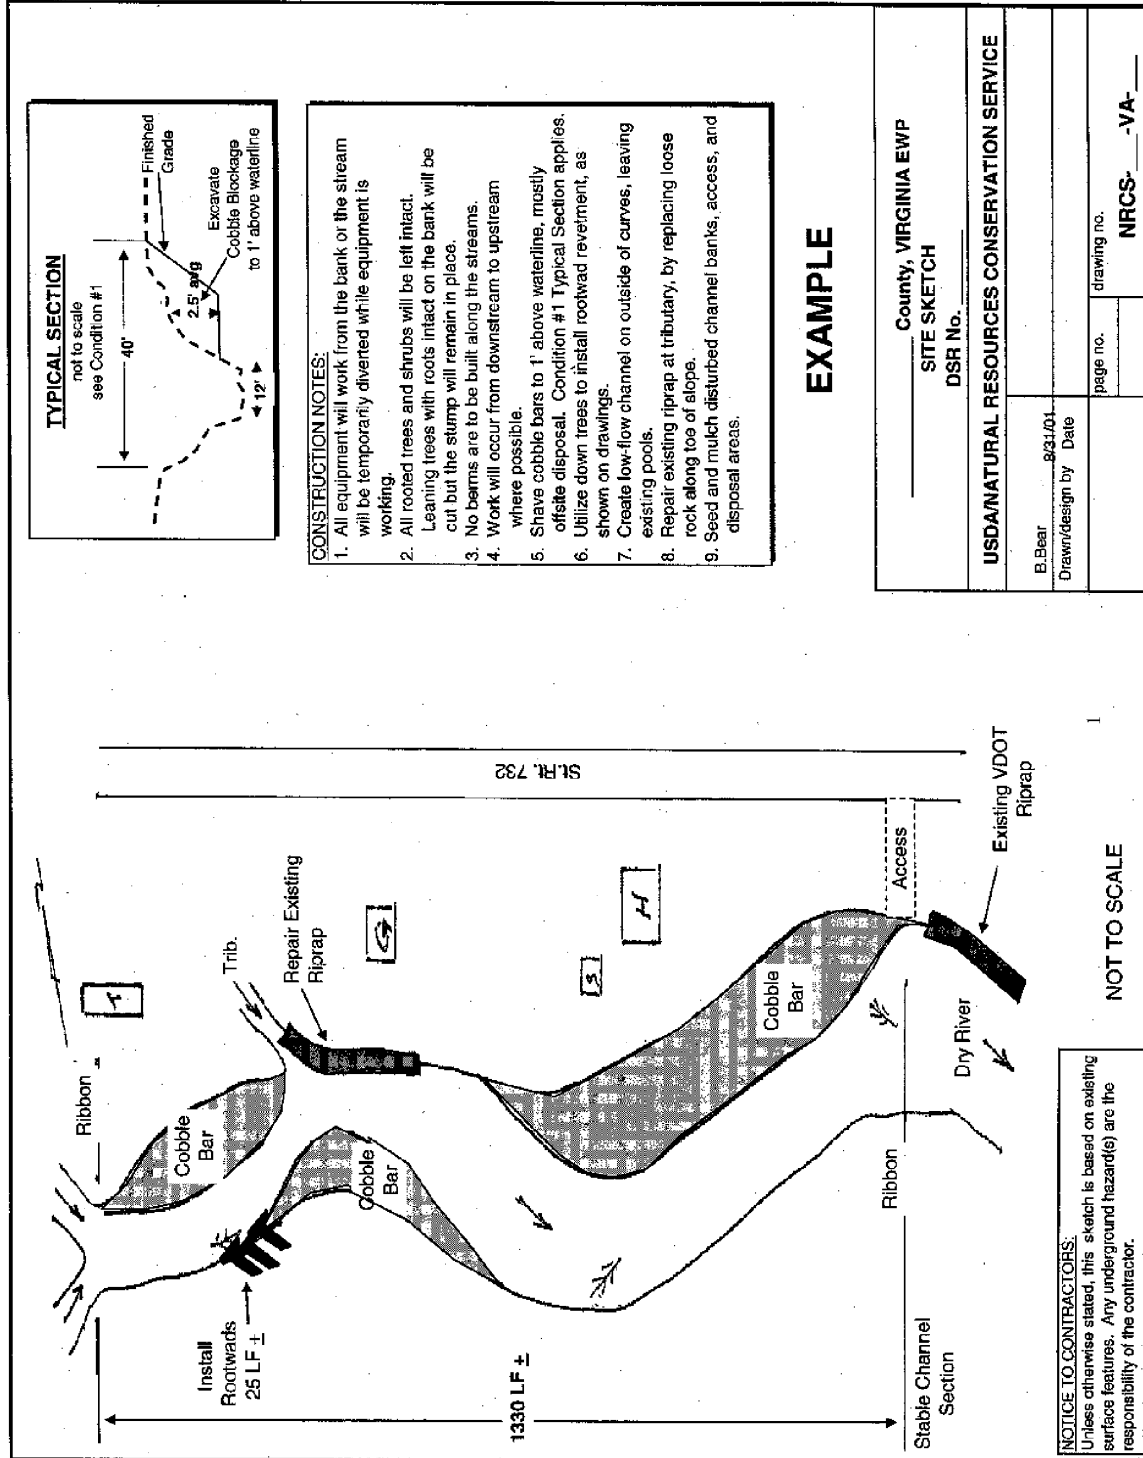 TYPICAL SECTION
not to scale
see Condition #1
40'
2.5' avg
12'
Finished
Grade
Excavate
Cobble Blockage
to 1' above waterline
CONSTRUCTION NOTES:
1. All equipment will work from the bank or the stream
will be temporarily diverted while equipment is
working.
2. All rooted trees and shrubs will be left intact.
Leaning trees with roots intact on the bank will be
cut but the stump will remain in place.
3. No berms are to be built along the streams.
4. Work will occur from downstream to upstream
where possible.
5. Shave cobble bars to 1' above waterline, mostly
offsite disposal. Condition #1 Typical Section applies.
6. Utilize down trees to install rootwad revetment, as
shown on drawings.
7. Create low-flow channel on outside of curves, leaving
existing pools.
8. Repair existing riprap at tributary, by replacing loose
rock along toe of slope.
9. Seed and mulch disturbed channel banks, access, and
disposal areas.
EXAMPLE
County, VIRGINIA EWP
SITE SKETCH
DSR No.
USDA/NATURAL RESOURCES CONSERVATION SERVICE
B.Bear 8/31/01
Drawn/design by Date
page no.
drawing no.
NRCS-___-VA-___
St.Rt. 732
Trib.
Repair Existing
Riprap
G
S
H
Ribbon
Cobble
Bar
Cobble
Bar
Cobble
Bar
Access
Existing VDOT
Riprap
Dry River
Ribbon
Install
Rootwads
25 LF ±
1330 LF ±
Stable Channel
Section
NOT TO SCALE
1
NOTICE TO CONTRACTORS:
Unless otherwise stated, this sketch is based on existing
surface features. Any underground hazard(s) are the
responsibility of the contractor.